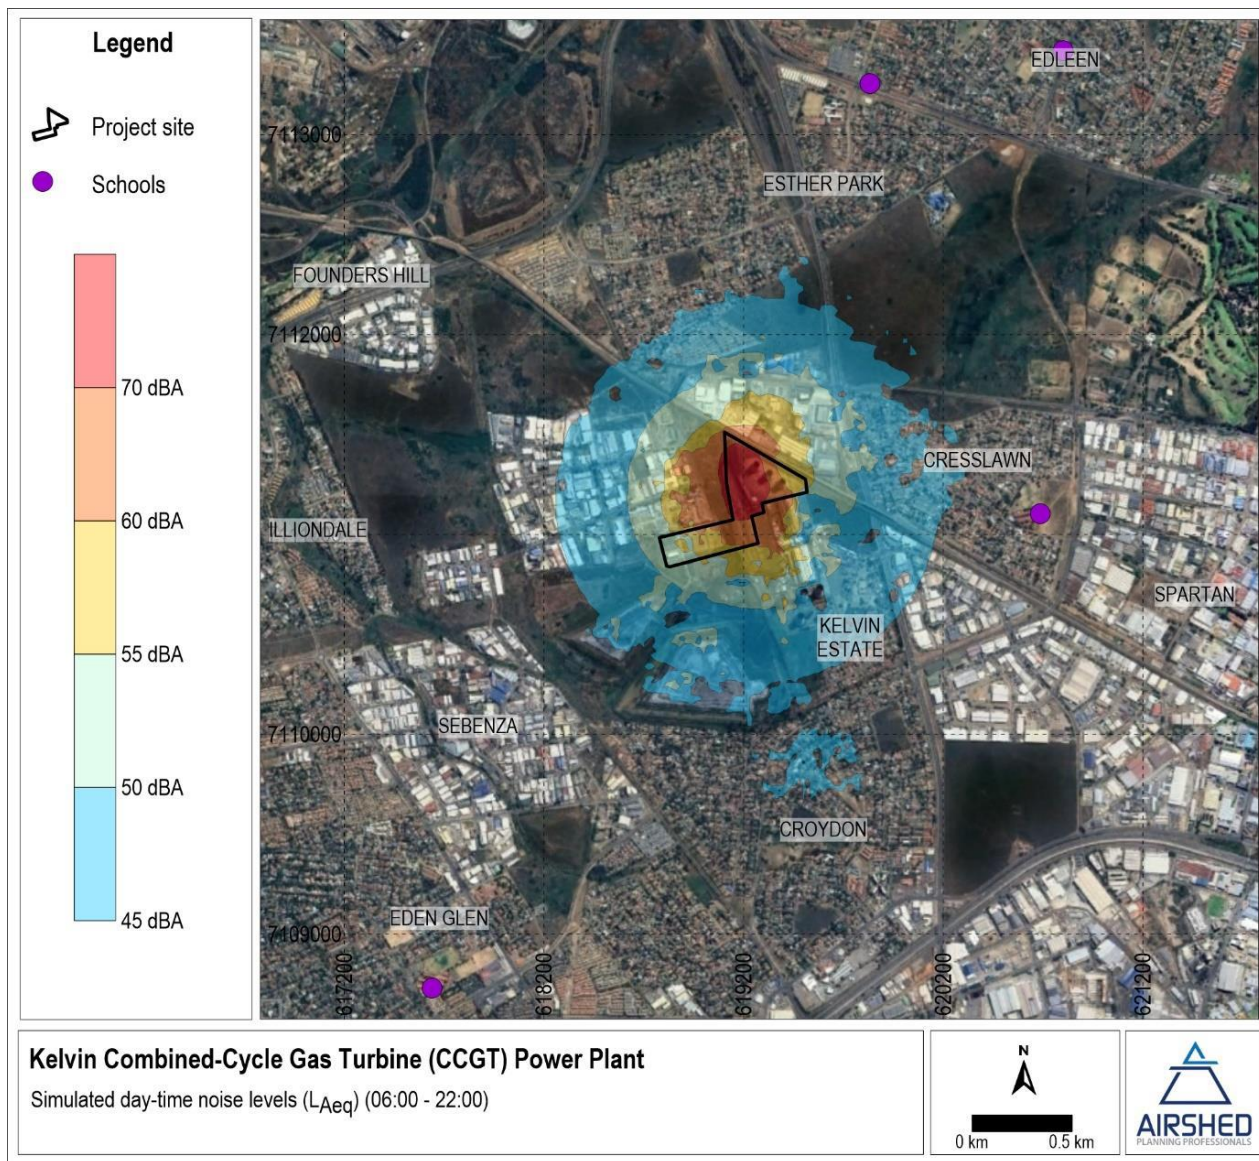 Legend
Project site
Schools
70 dBA
60 dBA
55 dBA
50 dBA
45 dBA
EDLEEN
7113000
ESTHER PARK
FOUNDERS HILL
7112000
CRESSLAWN
ILLIONDALE
SPARTAN
KELVIN
ESTATE
SEBENZA
7110000
CROYDON
EDEN GLEN
7109000
617200
618200
619200
620200
621200
Kelvin Combined-Cycle Gas Turbine (CCGT) Power Plant
Simulated day-time noise levels (LAeq) (06:00 - 22:00)
N
0 km
0.5 km
AIRSHED
PLANNING PROFESSIONALS